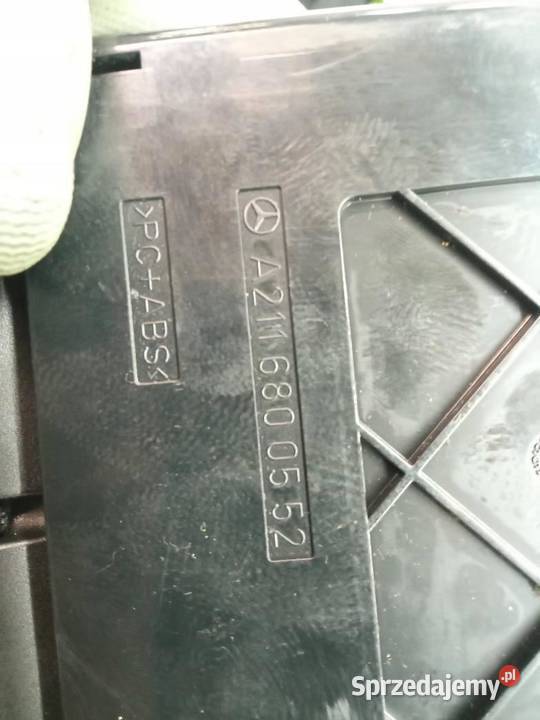 A 211 680 05 52
>PC+ABS<
Sprzedajemy.pl